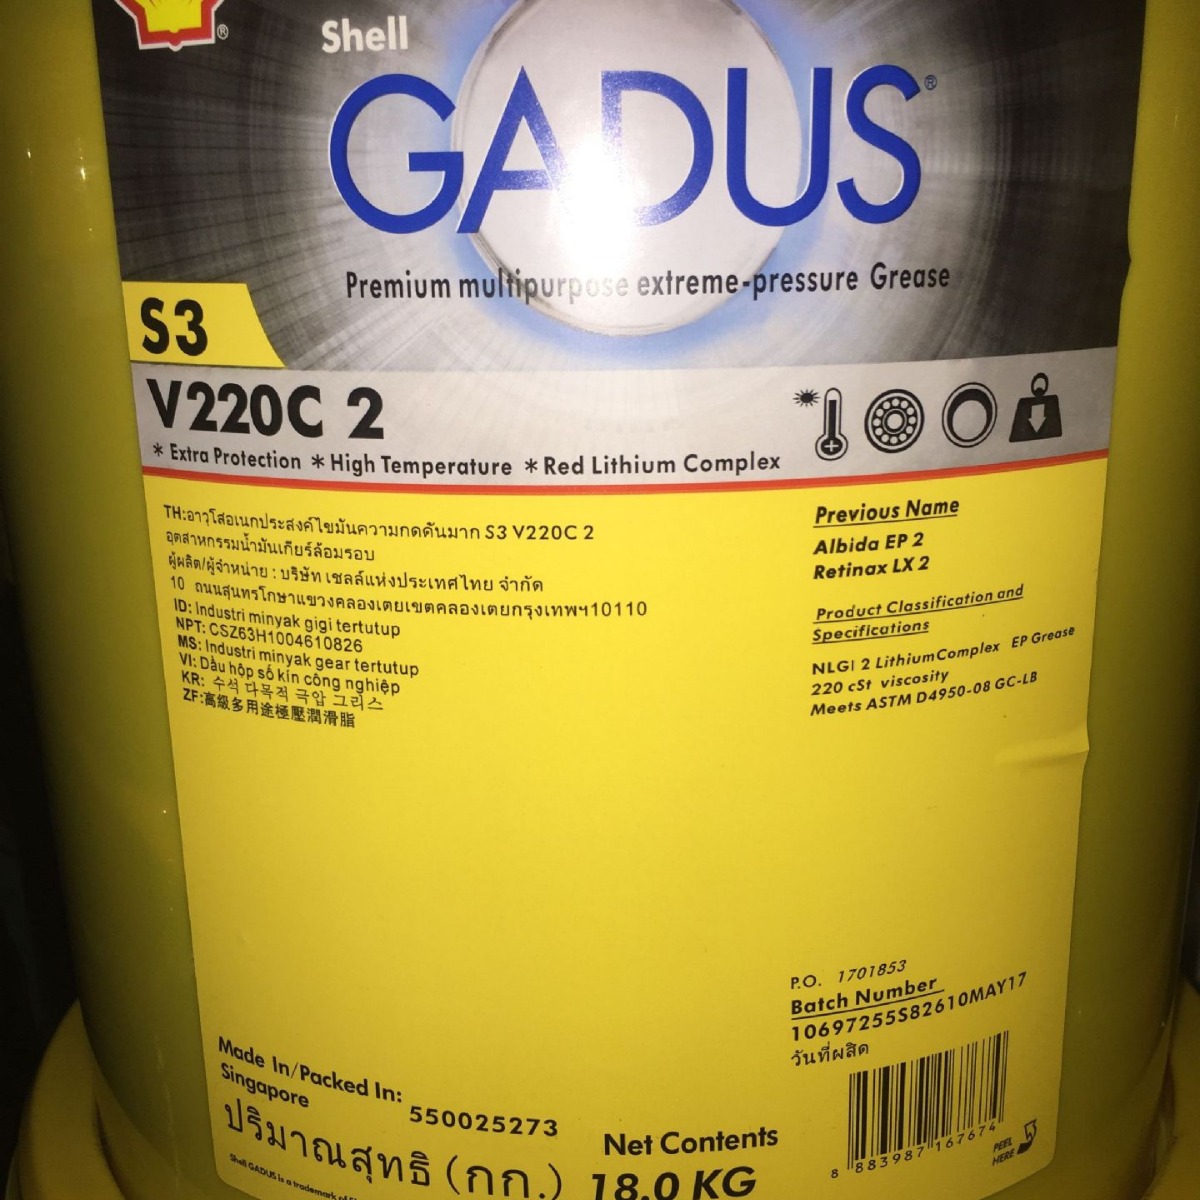 Shell
GADUS®
Premium multipurpose extreme-pressure Grease
S3
V220C 2
* Extra Protection * High Temperature * Red Lithium Complex
TH:อาวุโสอเนกประสงค์ไขมันความกดดันมาก S3 V220C 2
อุตสาหกรรมน้ำมันเกียร์ล้อมรอบ
ผู้ผลิต/ผู้จำหน่าย : บริษัท เชลล์แห่งประเทศไทย จำกัด
10 ถนนสุนทรโกษาแขวงคลองเตยเขตคลองเตยกรุงเทพฯ10110
ID: Industri minyak gigi tertutup
NPT: CSZ63H1004610826
MS: Industri minyak gear tertutup
VI: Dầu hộp số kín công nghiệp
KR: 수석 다목적 극압 그리스
ZF:高級多用途極壓潤滑脂
Previous Name
Albida EP 2
Retinax LX 2
Product Classification and
Specifications
NLGI 2 LithiumComplex EP Grease
220 cSt viscosity
Meets ASTM D4950-08 GC-LB
P.O. 1701853
Batch Number
10697255S82610MAY17
วันที่ผสิด
Made In/Packed In:
Singapore
550025273
ปริมาณสุทธิ (กก.)
Net Contents
18.0 KG
8 883987 167674
PEEL
HERE
Shell GADUS is a trademark of